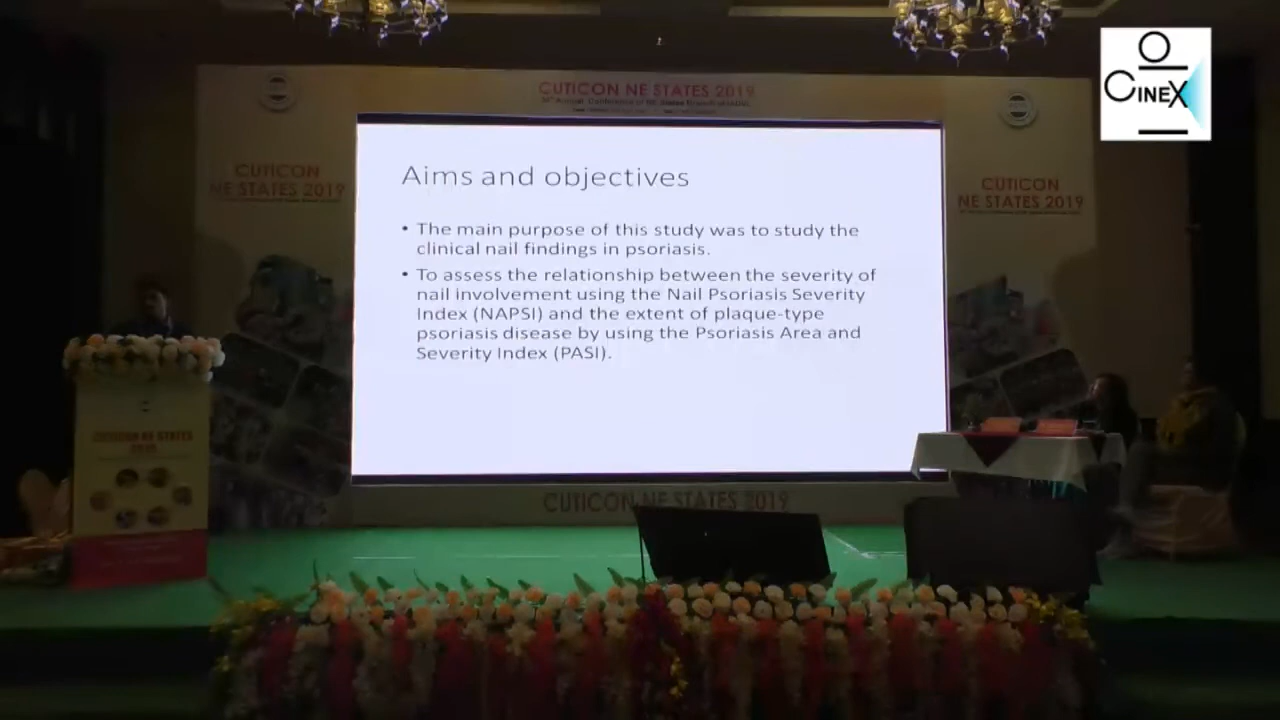 CINEX
CUTICON NE STATES 2019
CUTICON
NE STATES 2019
CUTICON
NE STATES 2019
Aims and objectives
• The main purpose of this study was to study the
clinical nail findings in psoriasis.
• To assess the relationship between the severity of
nail involvement using the Nail Psoriasis Severity
Index (NAPSI) and the extent of plaque-type
psoriasis disease by using the Psoriasis Area and
Severity Index (PASI).
CUTICON NE STATES
CUTICON NE STATES 2019